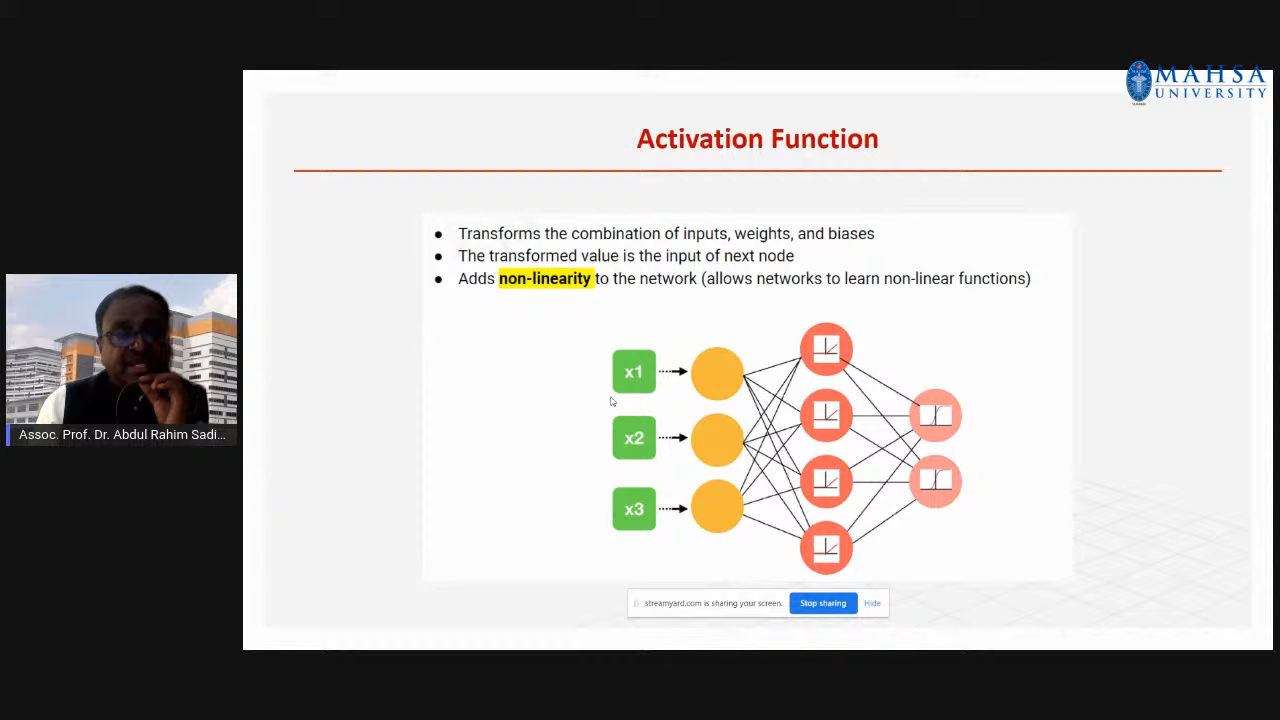 MAHSA
UNIVERSITY
Activation Function
● Transforms the combination of inputs, weights, and biases
● The transformed value is the input of next node
● Adds non-linearity to the network (allows networks to learn non-linear functions)
x1
x2
x3
Assoc. Prof. Dr. Abdul Rahim Sadi...
streamyard.com is sharing your screen.
Stop sharing
Hide